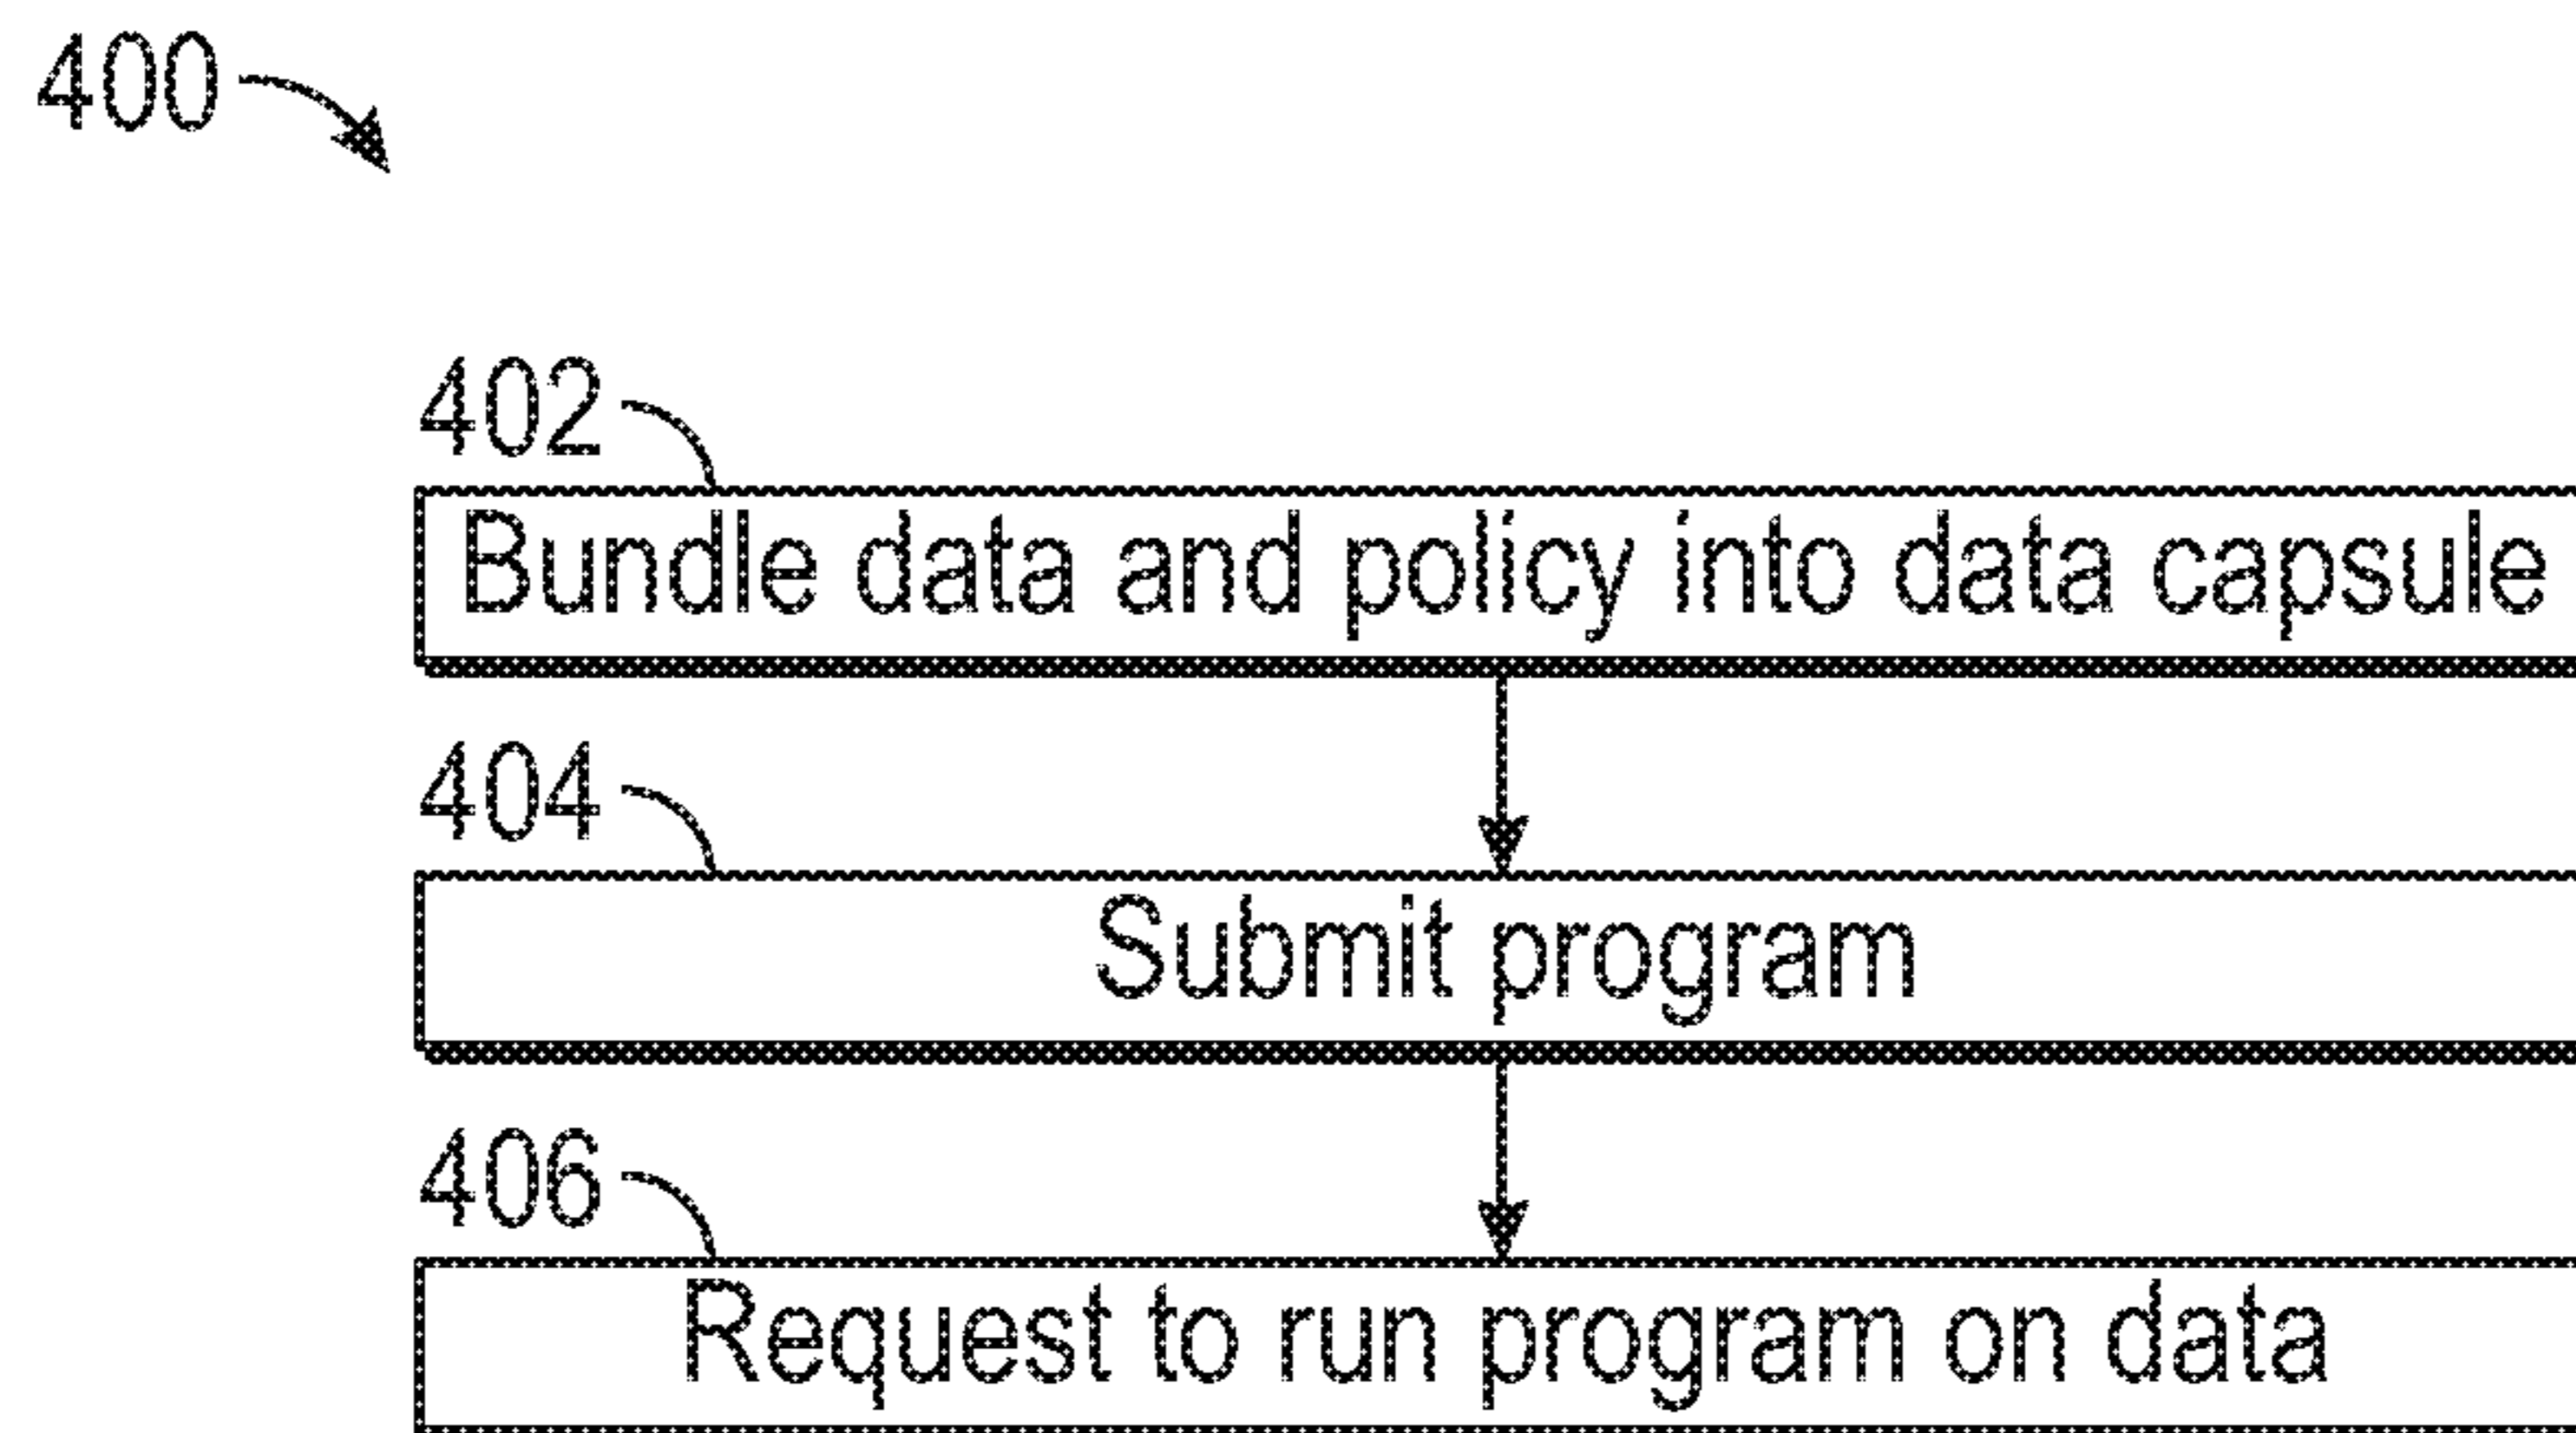 400
402
Bundle data and policy into data capsule
404
Submit program
406
Request to run program on data